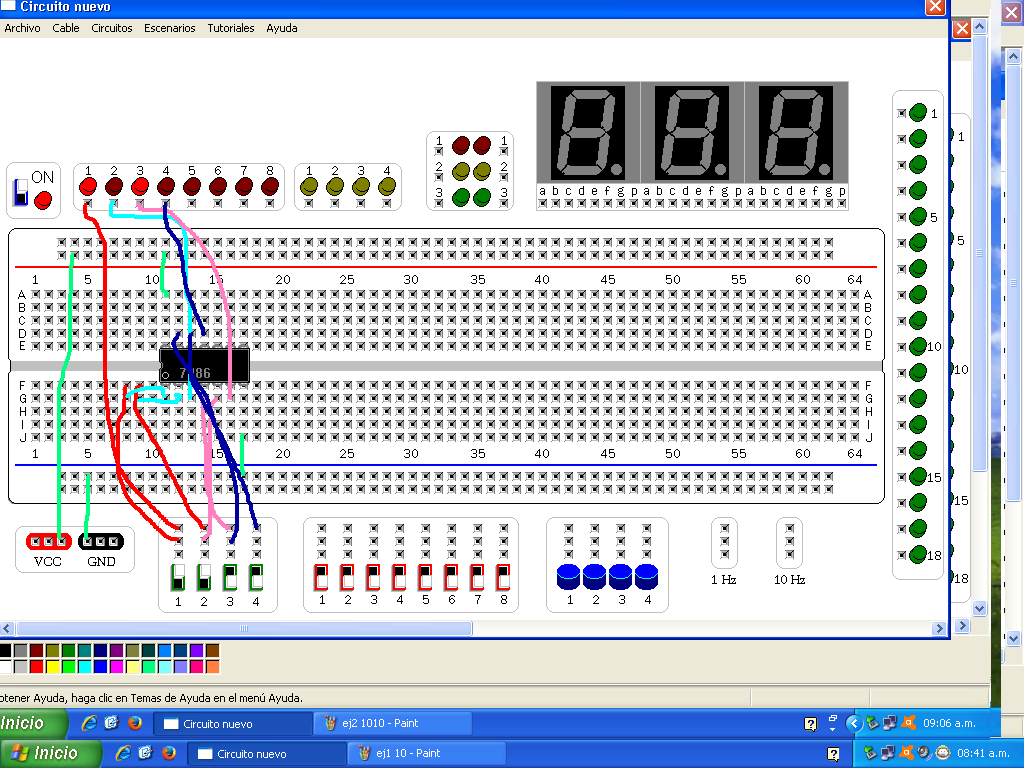 Circuito nuevo
Archivo Cable Circuitos Escenarios Tutoriales Ayuda
ON
1 2 3 4 5 6 7 8
1 2 3 4
1 1
2 2
3 3
a b c d e f g p a b c d e f g p a b c d e f g p
1 1
5 5
10 10
15 15
18 18
1 5 10 15 20 25 30 35 40 45 50 53 60 64
A A
B B
C C
D D
E E
7486
F F
G G
H H
I I
J J
1 5 10 15 20 25 30 35 40 45 50 53 60 64
VCC GND
1 2 3 4
1 2 3 4 5 6 7 8
1 2 3 4
1 Hz
10 Hz
otener Ayuda, haga clic en Temas de Ayuda en el menú Ayuda.
Inicio Circuito nuevo ej2 1010 - Paint 09:06 a.m.
Inicio Circuito nuevo ej1 10 - Paint 08:41 a.m.